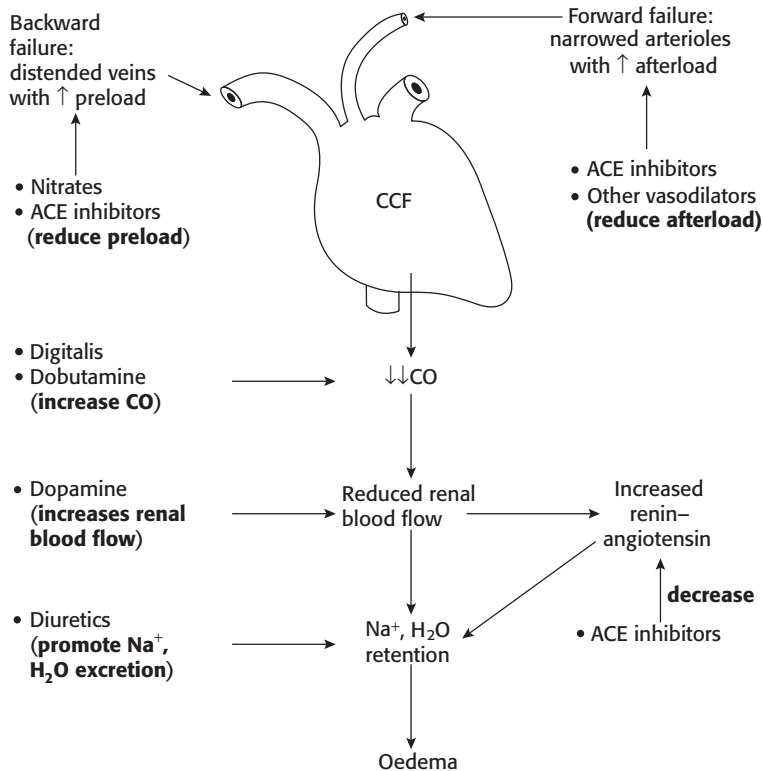 Backward
failure:
distended veins
with ↑ preload
Forward failure:
narrowed arterioles
with ↑ afterload
• Nitrates
• ACE inhibitors
(reduce preload)
• ACE inhibitors
• Other vasodilators
(reduce afterload)
CCF
• Digitalis
• Dobutamine
(increase CO)
↓↓CO
• Dopamine
(increases renal
blood flow)
Reduced renal
blood flow
Increased
renin–
angiotensin
decrease
• ACE inhibitors
• Diuretics
(promote Na⁺,
H₂O excretion)
Na⁺, H₂O
retention
Oedema